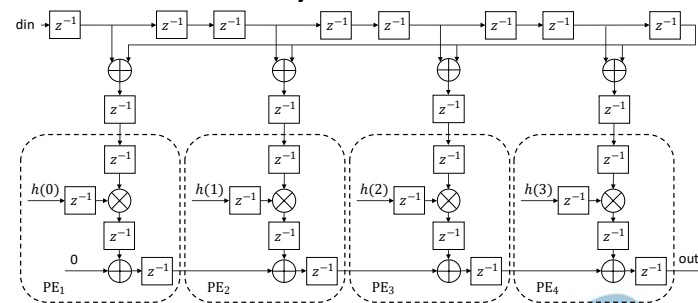 din z⁻¹ z⁻¹ z⁻¹ z⁻¹ z⁻¹ z⁻¹ z⁻¹ z⁻¹
z⁻¹ z⁻¹ z⁻¹ z⁻¹
z⁻¹ z⁻¹ z⁻¹ z⁻¹
h(0) z⁻¹ h(1) z⁻¹ h(2) z⁻¹ h(3) z⁻¹
z⁻¹ z⁻¹ z⁻¹ z⁻¹
0 z⁻¹ z⁻¹ z⁻¹ z⁻¹ out
PE₁ PE₂ PE₃ PE₄